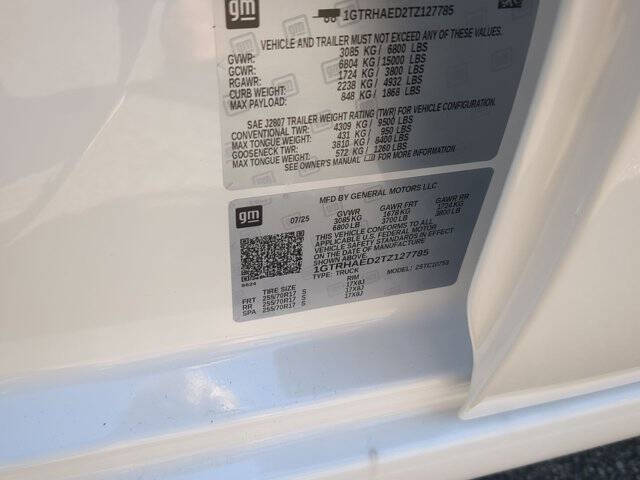 gm
1GTRHAED2TZ127785
VEHICLE AND TRAILER MUST NOT EXCEED ANY OF THESE VALUES.
GVWR: 3085 KG / 6800 LBS
GCWR: 6804 KG / 15000 LBS
RGAWR: 1724 KG / 3800 LBS
CURB WEIGHT: 2238 KG / 4932 LBS
MAX PAYLOAD: 848 KG / 1868 LBS
SAE J2807 TRAILER WEIGHT RATING (TWR) FOR VEHICLE CONFIGURATION.
CONVENTIONAL TWR: 4309 KG / 9500 LBS
MAX TONGUE WEIGHT: 431 KG / 950 LBS
GOOSENECK TWR: 3810 KG / 8400 LBS
MAX TONGUE WEIGHT: 572 KG / 1260 LBS
SEE OWNER'S MANUAL FOR MORE INFORMATION
MFD BY GENERAL MOTORS LLC
gm 07/25 GVWR GAWR FRT GAWR RR
3085 KG 1678 KG 1724 KG
6800 LB 3700 LB 3800 LB
THIS VEHICLE CONFORMS TO ALL
APPLICABLE U.S. FEDERAL MOTOR
VEHICLE SAFETY STANDARDS IN EFFECT
ON THE DATE OF MANUFACTURE
1GTRHAED2TZ127785
TYPE: TRUCK MODEL:
TIRE SIZE RIM
FRT 255/70R17 S 17X8J
RR 255/70R17 S 17X8J
SPA 255/70R17 S 17X8J